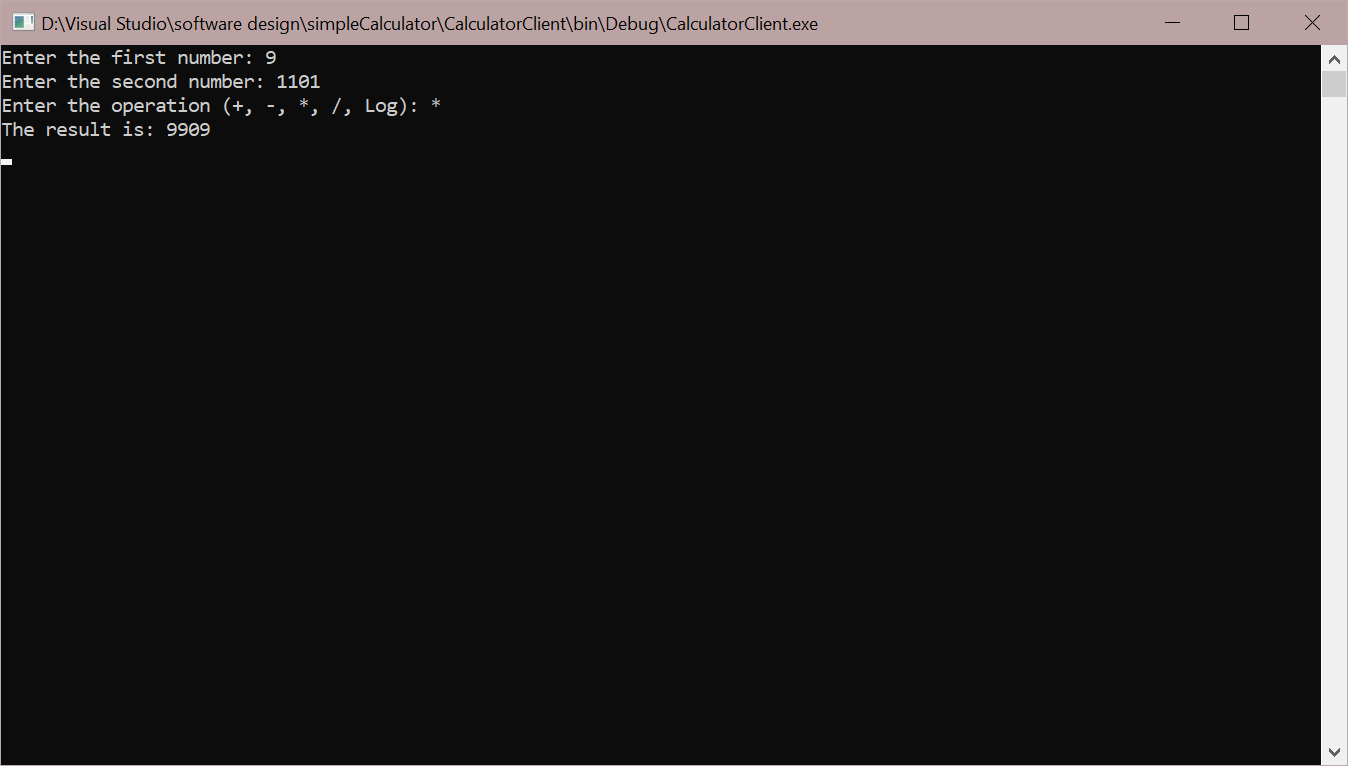 D:\Visual Studio\software design\simpleCalculator\CalculatorClient\bin\Debug\CalculatorClient.exe
Enter the first number: 9
Enter the second number: 1101
Enter the operation (+, -, *, /, Log): *
The result is: 9909